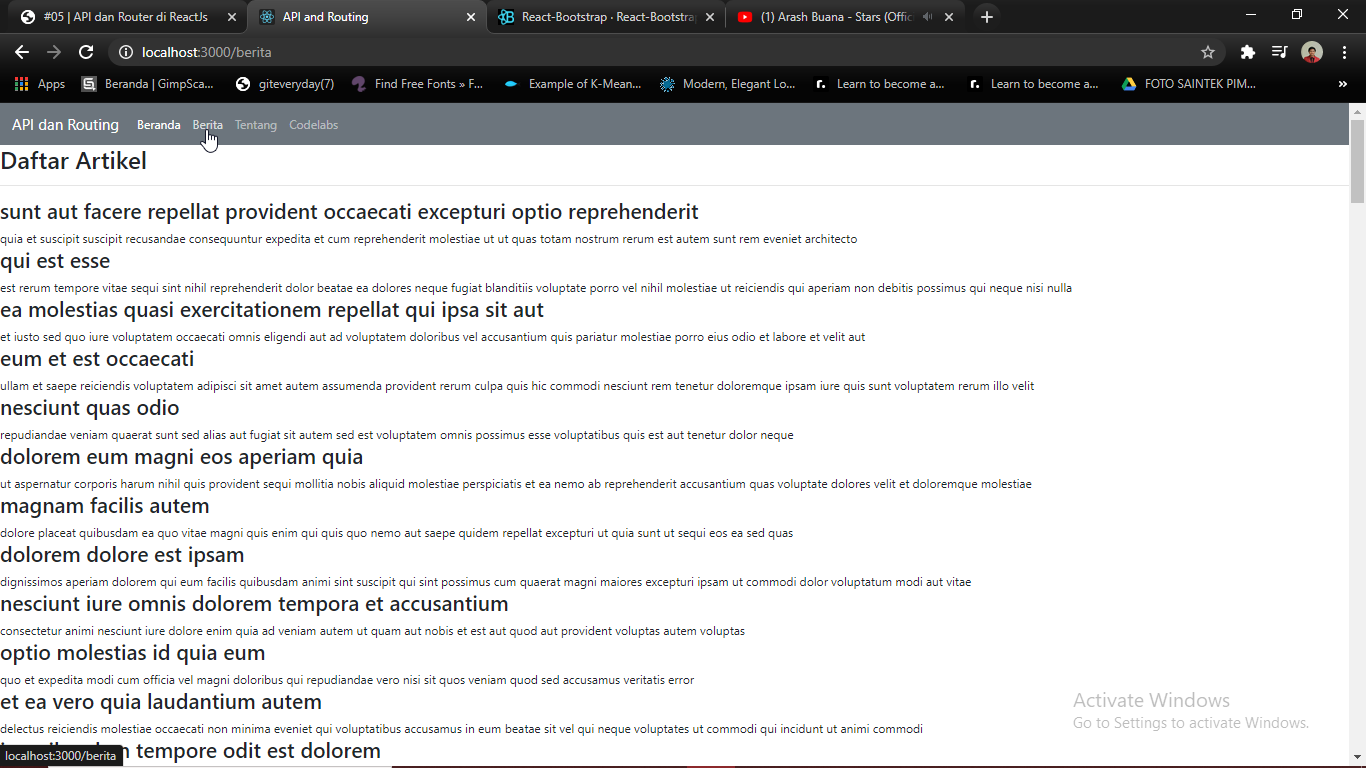 #05 | API dan Router di ReactJs
API and Routing
React-Bootstrap · React-Bootstra
(1) Arash Buana - Stars (Offic
localhost:3000/berita
Apps
Beranda | GimpSca...
giteveryday(7)
Find Free Fonts » F...
Example of K-Mean...
Modern, Elegant Lo...
Learn to become a...
Learn to become a...
FOTO SAINTEK PIM...
»
API dan Routing Beranda Berita Tentang Codelabs
Daftar Artikel
sunt aut facere repellat provident occaecati excepturi optio reprehenderit
quia et suscipit suscipit recusandae consequuntur expedita et cum reprehenderit molestiae ut ut quas totam nostrum rerum est autem sunt rem eveniet architecto
qui est esse
est rerum tempore vitae sequi sint nihil reprehenderit dolor beatae ea dolores neque fugiat blanditiis voluptate porro vel nihil molestiae ut reiciendis qui aperiam non debitis possimus qui neque nisi nulla
ea molestias quasi exercitationem repellat qui ipsa sit aut
et iusto sed quo iure voluptatem occaecati omnis eligendi aut ad voluptatem doloribus vel accusantium quis pariatur molestiae porro eius odio et labore et velit aut
eum et est occaecati
ullam et saepe reiciendis voluptatem adipisci sit amet autem assumenda provident rerum culpa quis hic commodi nesciunt rem tenetur doloremque ipsam iure quis sunt voluptatem rerum illo velit
nesciunt quas odio
repudiandae veniam quaerat sunt sed alias aut fugiat sit autem sed est voluptatem omnis possimus esse voluptatibus quis est aut tenetur dolor neque
dolorem eum magni eos aperiam quia
ut aspernatur corporis harum nihil quis provident sequi mollitia nobis aliquid molestiae perspiciatis et ea nemo ab reprehenderit accusantium quas voluptate dolores velit et doloremque molestiae
magnam facilis autem
dolore placeat quibusdam ea quo vitae magni quis enim qui quis quo nemo aut saepe quidem repellat excepturi ut quia sunt ut sequi eos ea sed quas
dolorem dolore est ipsam
dignissimos aperiam dolorem qui eum facilis quibusdam animi sint suscipit qui sint possimus cum quaerat magni maiores excepturi ipsam ut commodi dolor voluptatum modi aut vitae
nesciunt iure omnis dolorem tempora et accusantium
consectetur animi nesciunt iure dolore enim quia ad veniam autem ut quam aut nobis et est aut quod aut provident voluptas autem voluptas
optio molestias id quia eum
quo et expedita modi cum officia vel magni doloribus qui repudiandae vero nisi sit quos veniam quod sed accusamus veritatis error
et ea vero quia laudantium autem
delectus reiciendis molestiae occaecati non minima eveniet qui voluptatibus accusamus in eum beatae sit vel qui neque voluptates ut commodi qui incidunt ut animi commodi
tempore odit est dolorem
localhost:3000/berita
Activate Windows
Go to Settings to activate Windows.